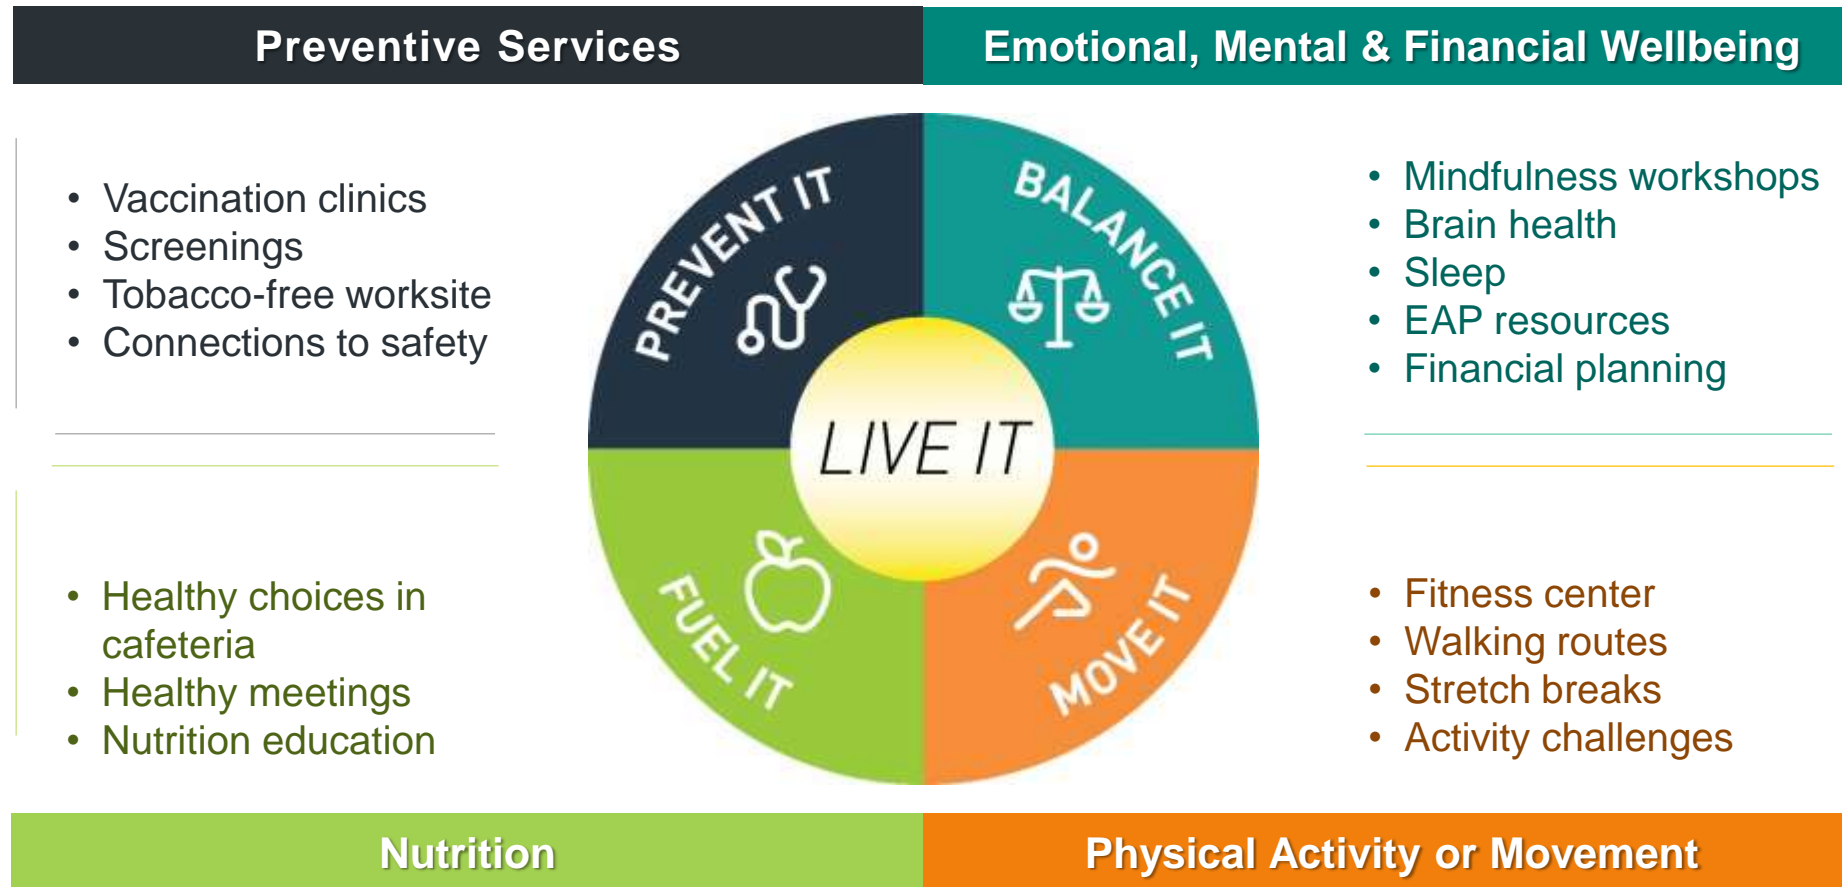 Preventive Services
Emotional, Mental & Financial Wellbeing
• Vaccination clinics
• Screenings
• Tobacco-free worksite
• Connections to safety
PREVENT IT
BALANCE IT
• Mindfulness workshops
• Brain health
• Sleep
• EAP resources
• Financial planning
LIVE IT
• Healthy choices in
cafeteria
• Healthy meetings
• Nutrition education
FUEL IT
MOVE IT
• Fitness center
• Walking routes
• Stretch breaks
• Activity challenges
Nutrition
Physical Activity or Movement